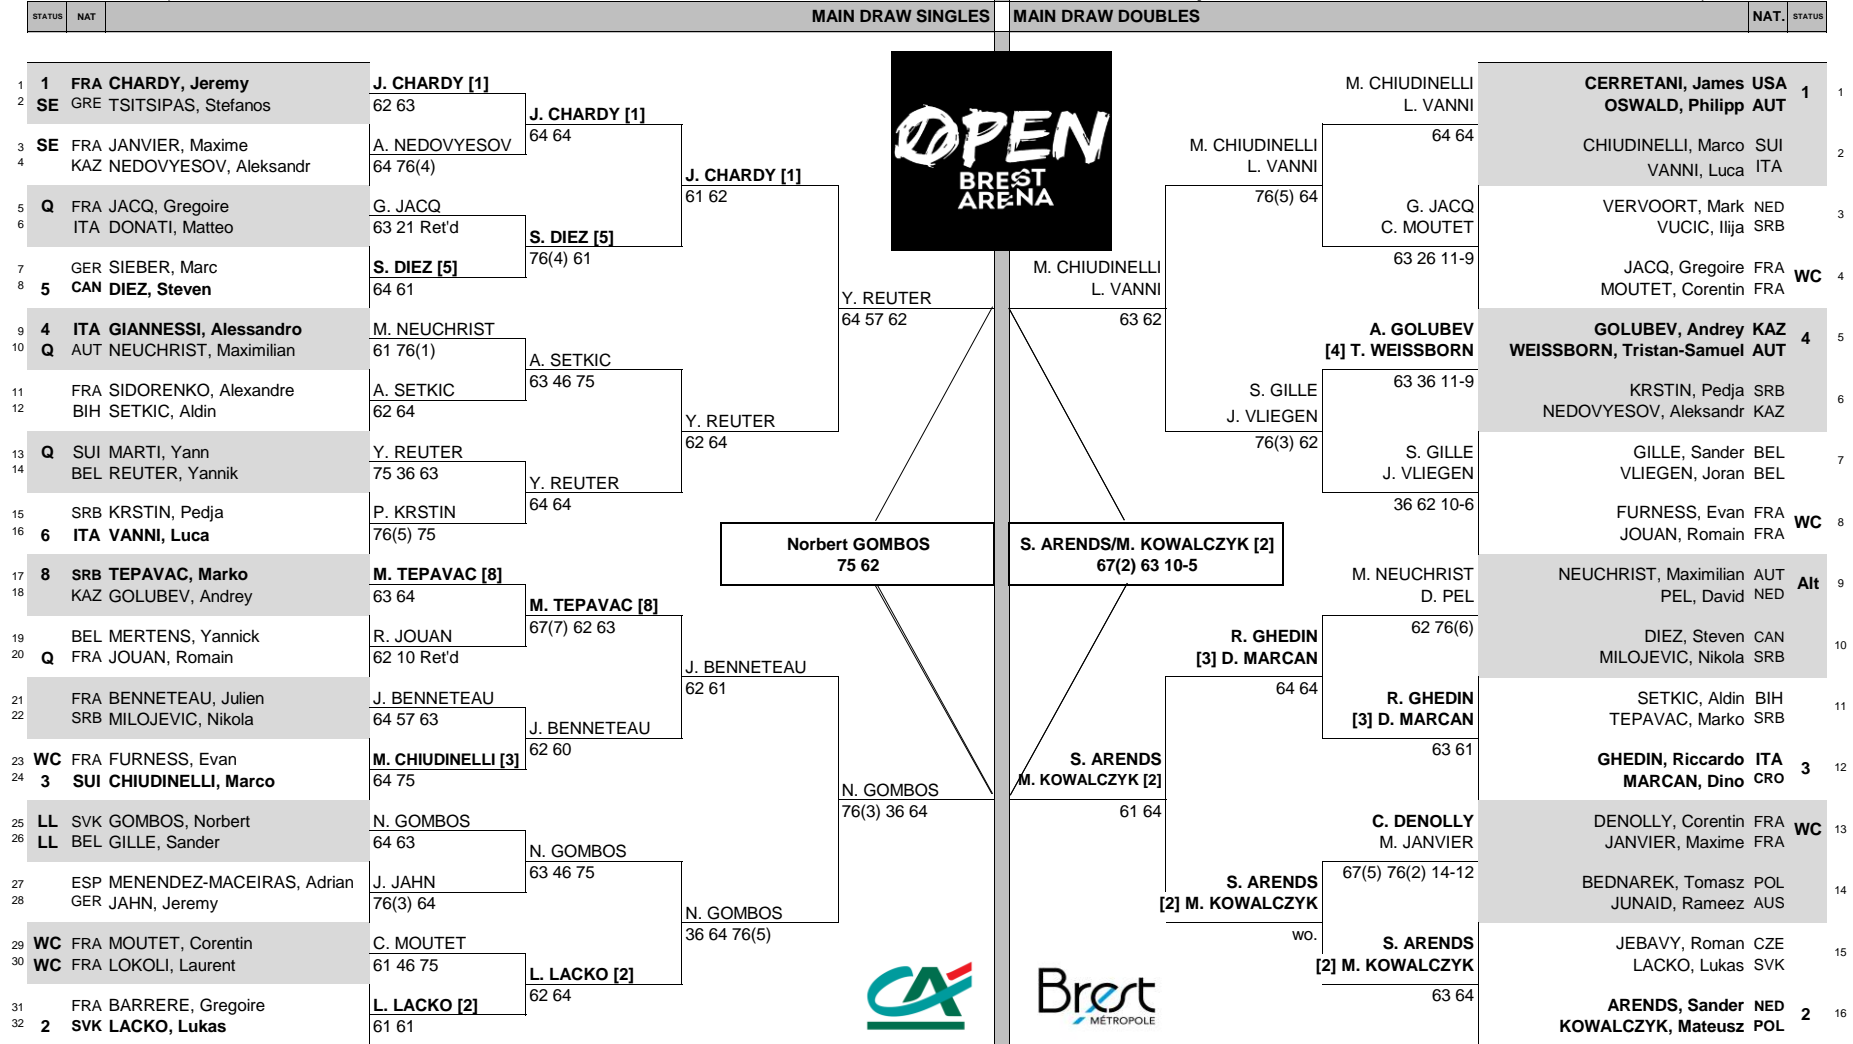 STATUS NAT MAIN DRAW SINGLES MAIN DRAW DOUBLES NAT. STATUS
OPEN
BREST
ARENA
1 1 FRA CHARDY, Jeremy
2 SE GRE TSITSIPAS, Stefanos
3 SE FRA JANVIER, Maxime
4 KAZ NEDOVYESOV, Aleksandr
5 Q FRA JACQ, Gregoire
6 ITA DONATI, Matteo
7 GER SIEBER, Marc
8 5 CAN DIEZ, Steven
9 4 ITA GIANNESSI, Alessandro
10 Q AUT NEUCHRIST, Maximilian
11 FRA SIDORENKO, Alexandre
12 BIH SETKIC, Aldin
13 Q SUI MARTI, Yann
14 BEL REUTER, Yannik
15 SRB KRSTIN, Pedja
16 6 ITA VANNI, Luca
17 8 SRB TEPAVAC, Marko
18 KAZ GOLUBEV, Andrey
19 BEL MERTENS, Yannick
20 Q FRA JOUAN, Romain
21 FRA BENNETEAU, Julien
22 SRB MILOJEVIC, Nikola
23 WC FRA FURNESS, Evan
24 3 SUI CHIUDINELLI, Marco
25 LL SVK GOMBOS, Norbert
26 LL BEL GILLE, Sander
27 ESP MENENDEZ-MACEIRAS, Adrian
28 GER JAHN, Jeremy
29 WC FRA MOUTET, Corentin
30 WC FRA LOKOLI, Laurent
31 FRA BARRERE, Gregoire
32 2 SVK LACKO, Lukas
J. CHARDY [1]
62 63
A. NEDOVYESOV
64 76(4)
G. JACQ
63 21 Ret'd
S. DIEZ [5]
64 61
M. NEUCHRIST
61 76(1)
A. SETKIC
62 64
Y. REUTER
75 36 63
P. KRSTIN
76(5) 75
M. TEPAVAC [8]
63 64
R. JOUAN
62 10 Ret'd
J. BENNETEAU
64 57 63
M. CHIUDINELLI [3]
64 75
N. GOMBOS
64 63
J. JAHN
76(3) 64
C. MOUTET
61 46 75
L. LACKO [2]
61 61
J. CHARDY [1]
64 64
S. DIEZ [5]
76(4) 61
A. SETKIC
63 46 75
Y. REUTER
64 64
M. TEPAVAC [8]
67(7) 62 63
J. BENNETEAU
62 60
N. GOMBOS
63 46 75
L. LACKO [2]
62 64
J. CHARDY [1]
61 62
Y. REUTER
62 64
J. BENNETEAU
62 61
N. GOMBOS
36 64 76(5)
Y. REUTER
64 57 62
N. GOMBOS
76(3) 36 64
Norbert GOMBOS
75 62
S. ARENDS/M. KOWALCZYK [2]
67(2) 63 10-5
M. CHIUDINELLI
L. VANNI
63 62
S. ARENDS
M. KOWALCZYK [2]
61 64
M. CHIUDINELLI
L. VANNI
76(5) 64
S. GILLE
J. VLIEGEN
76(3) 62
R. GHEDIN
[3] D. MARCAN
64 64
S. ARENDS
[2] M. KOWALCZYK
wo.
M. CHIUDINELLI
L. VANNI
64 64
G. JACQ
C. MOUTET
63 26 11-9
A. GOLUBEV
[4] T. WEISSBORN
63 36 11-9
S. GILLE
J. VLIEGEN
36 62 10-6
M. NEUCHRIST
D. PEL
62 76(6)
R. GHEDIN
[3] D. MARCAN
63 61
C. DENOLLY
M. JANVIER
67(5) 76(2) 14-12
S. ARENDS
[2] M. KOWALCZYK
63 64
CERRETANI, James USA 1 1
OSWALD, Philipp AUT
CHIUDINELLI, Marco SUI 2
VANNI, Luca ITA
VERVOORT, Mark NED 3
VUCIC, Ilija SRB
JACQ, Gregoire FRA WC 4
MOUTET, Corentin FRA
GOLUBEV, Andrey KAZ 4 5
WEISSBORN, Tristan-Samuel AUT
KRSTIN, Pedja SRB 6
NEDOVYESOV, Aleksandr KAZ
GILLE, Sander BEL 7
VLIEGEN, Joran BEL
FURNESS, Evan FRA WC 8
JOUAN, Romain FRA
NEUCHRIST, Maximilian AUT Alt 9
PEL, David NED
DIEZ, Steven CAN 10
MILOJEVIC, Nikola SRB
SETKIC, Aldin BIH 11
TEPAVAC, Marko SRB
GHEDIN, Riccardo ITA 3 12
MARCAN, Dino CRO
DENOLLY, Corentin FRA WC 13
JANVIER, Maxime FRA
BEDNAREK, Tomasz POL 14
JUNAID, Rameez AUS
JEBAVY, Roman CZE 15
LACKO, Lukas SVK
ARENDS, Sander NED 2 16
KOWALCZYK, Mateusz POL
CA
Brest
MÉTROPOLE